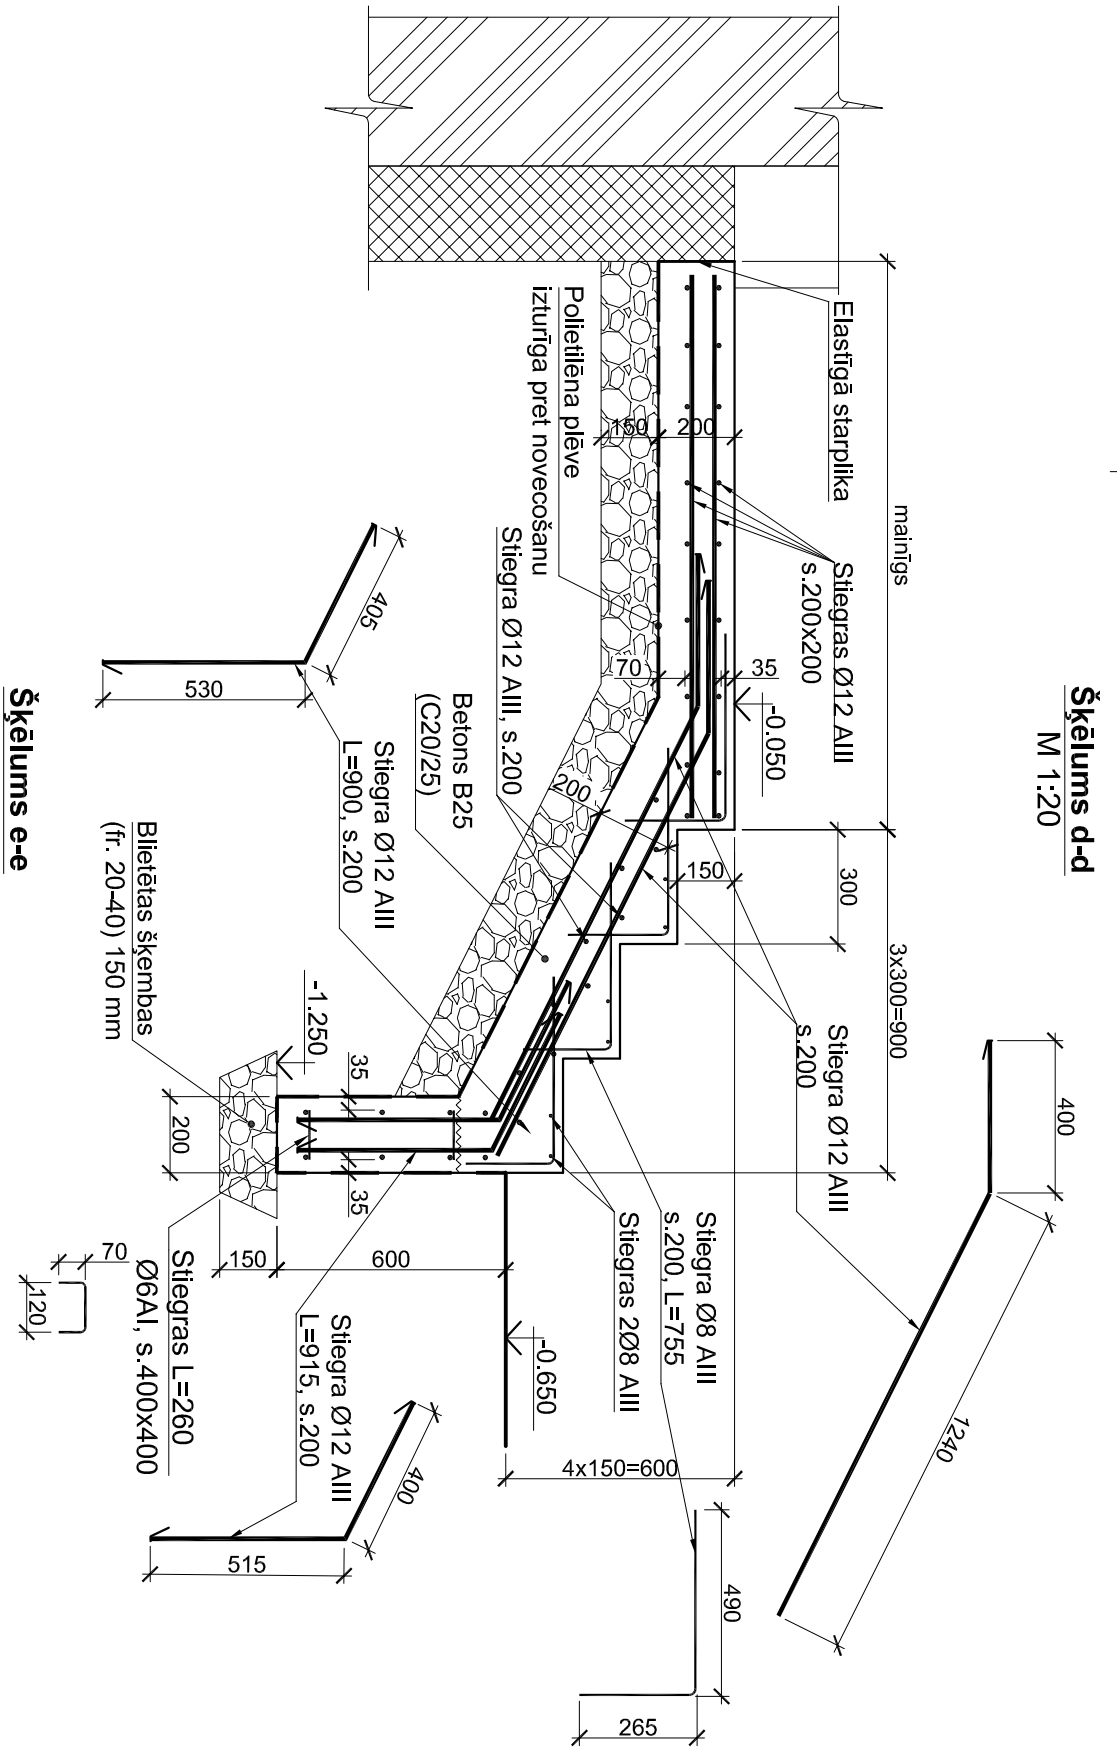 Šķēlums d-d
M 1:20
mainīgs
3x300=900
300
150
Elastīgā starplika
Stiegras Ø12 AIII
s.200x200
-0.050
150
200
70
35
200
Polietilēna plēve
izturīga pret novecošanu
Stiegra Ø12 AIII, s.200
Betons B25
(C20/25)
Stiegra Ø12 AIII
L=900, s.200
405
530
Blietētas šķembas
(fr. 20-40) 150 mm
-1.250
35
200
35
150
600
-0.650
4x150=600
Stiegra Ø12 AIII
s.200
400
1240
Stiegra Ø8 AIII
s.200, L=755
Stiegras 2Ø8 AIII
490
265
Stiegra Ø12 AIII
L=915, s.200
400
515
Stiegras L=260
Ø6AI, s.400x400
70
120
Šķēlums e-e